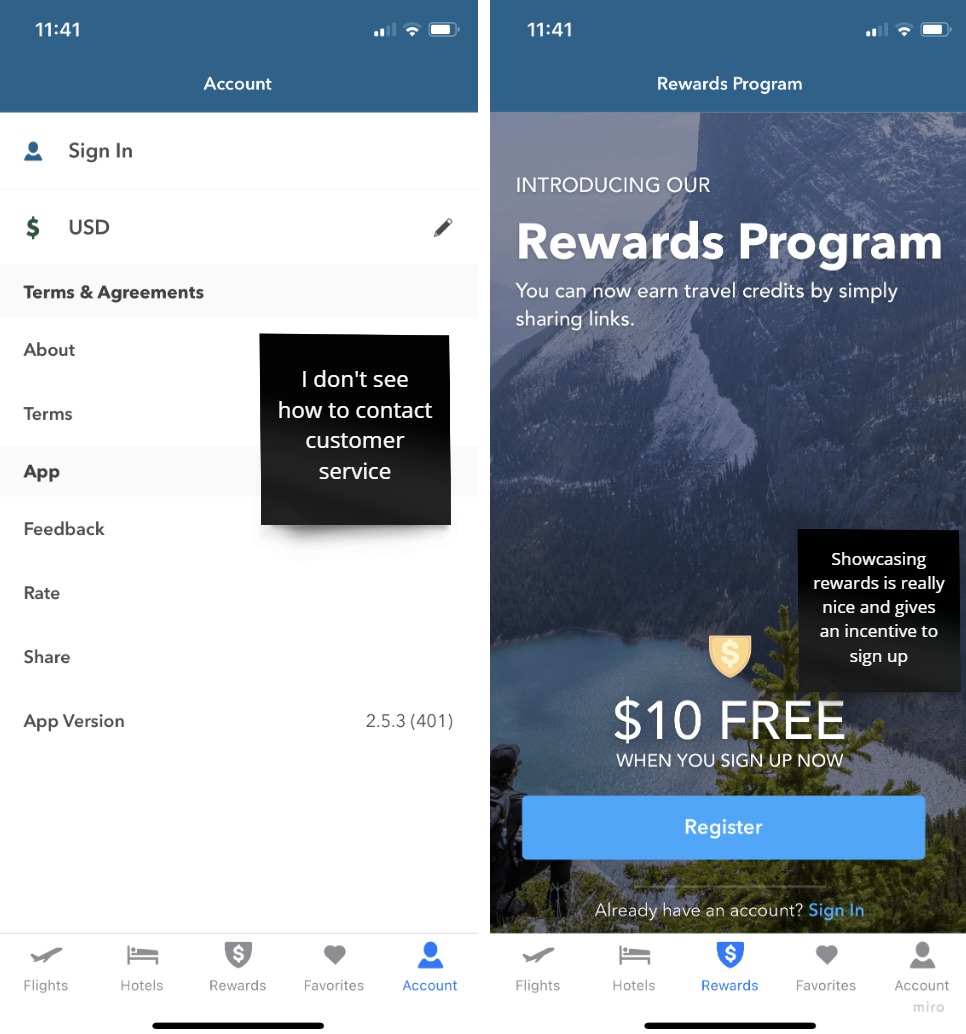 11:41
Account
Sign In
$ USD
Terms & Agreements
About
Terms
App
Feedback
Rate
Share
App Version 2.5.3 (401)
I don't see
how to contact
customer
service
Flights Hotels Rewards Favorites Account
11:41
Rewards Program
INTRODUCING OUR
Rewards Program
You can now earn travel credits by simply
sharing links.
Showcasing
rewards is really
nice and gives
an incentive to
sign up
$
$10 FREE
WHEN YOU SIGN UP NOW
Register
Already have an account? Sign In
Flights Hotels Rewards Favorites Account
miro